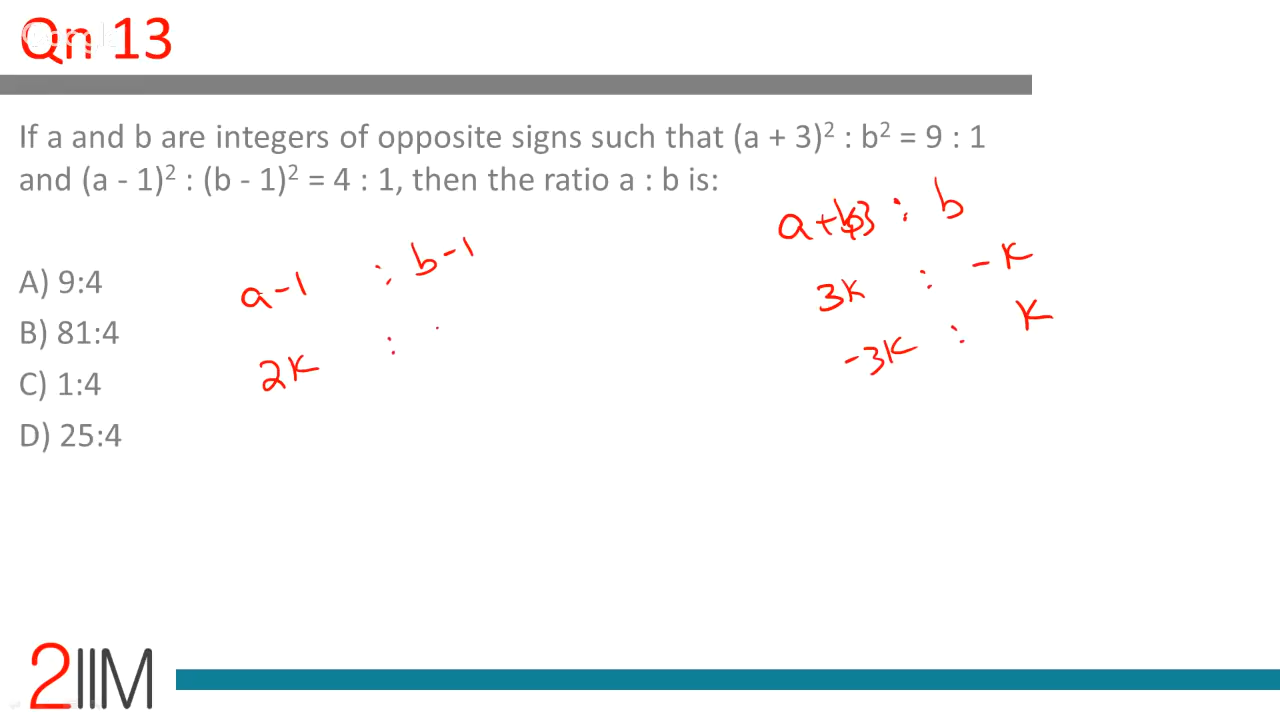 Qn 13
If a and b are integers of opposite signs such that (a + 3)² : b² = 9 : 1
and (a - 1)² : (b - 1)² = 4 : 1, then the ratio a : b is:
a+3 : b
a-1 : b-1
3k : -k
A) 9:4
-3k : k
B) 81:4
2k :
C) 1:4
D) 25:4
2IIM